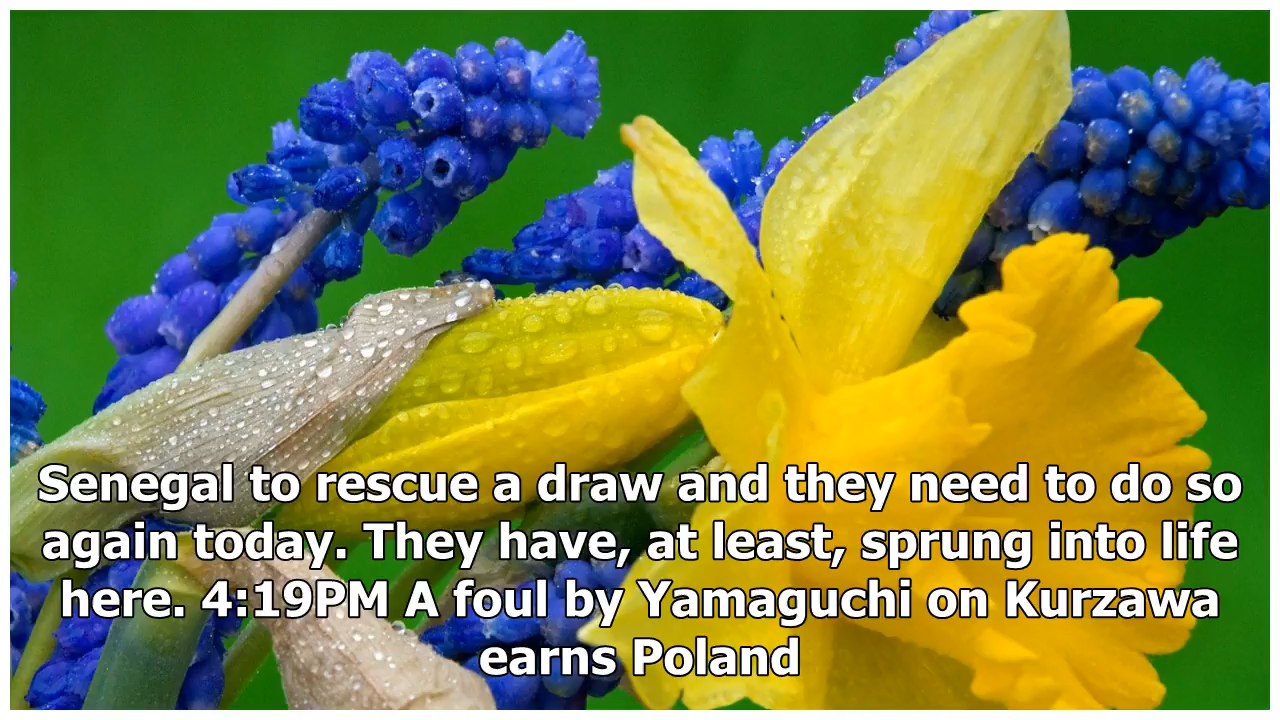 Senegal to rescue a draw and they need to do so
again today. They have, at least, sprung into life
here. 4:19PM A foul by Yamaguchi on Kurzawa
earns Poland